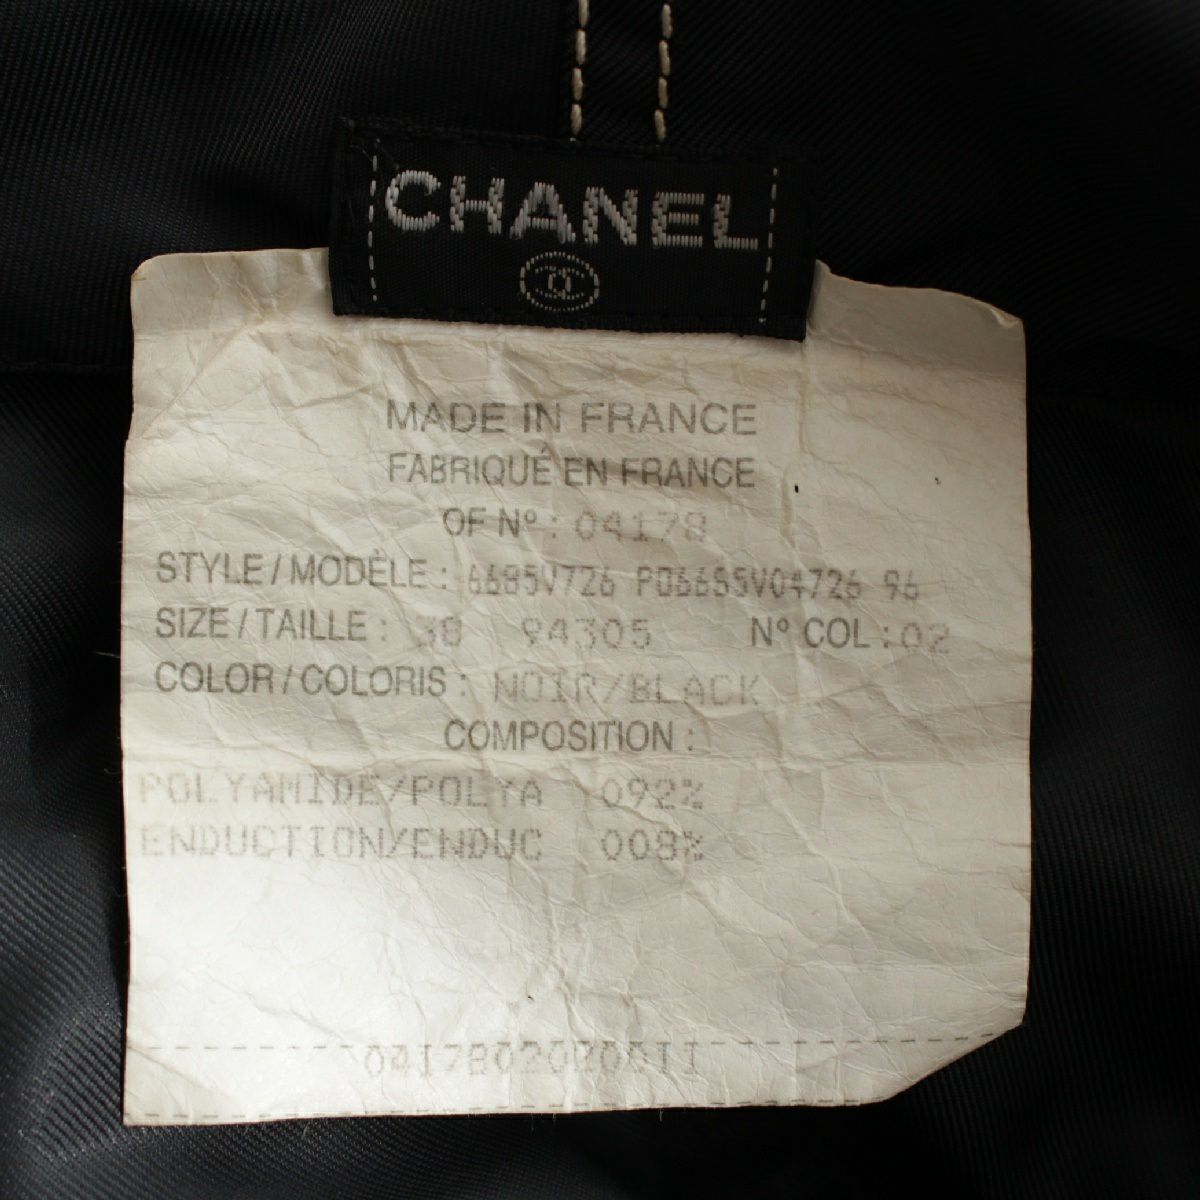 CHANEL
MADE IN FRANCE
FABRIQUÉ EN FRANCE
OF Nº : 04178
STYLE / MODÈLE : 6685V726 P06685V04726 96
SIZE / TAILLE : 38 94305 Nº COL : 02
COLOR / COLORIS : NOIR/BLACK
COMPOSITION :
POLYAMIDE/POLYA 092%
ENDUCTION/ENDUC 008%